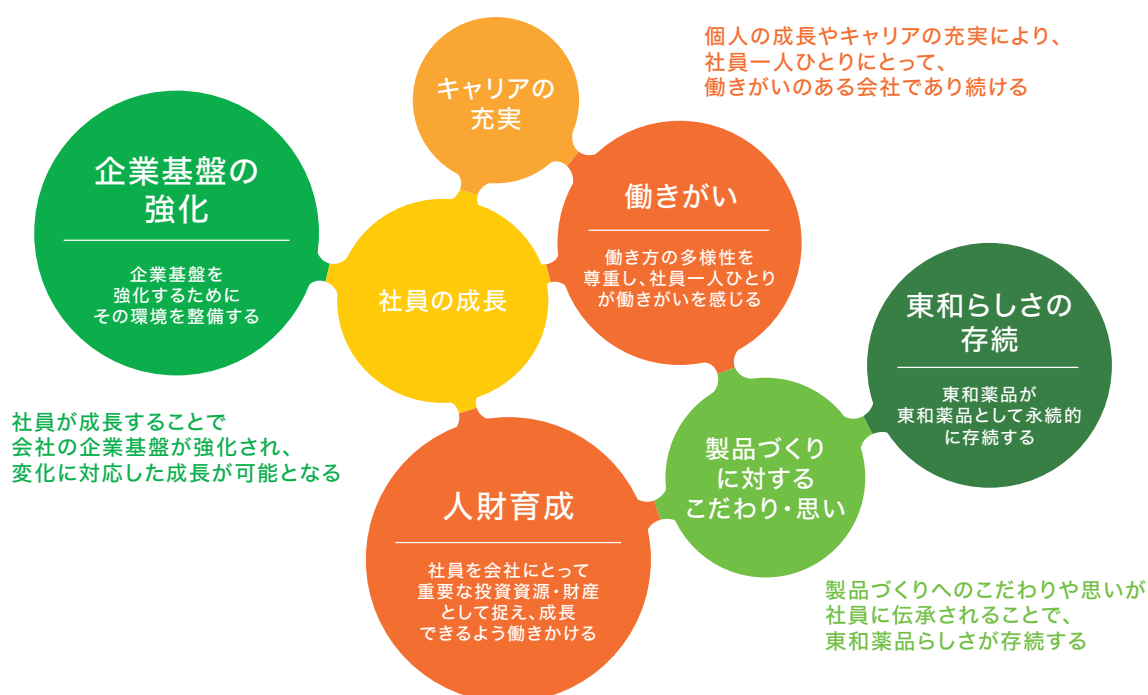 個人の成長やキャリアの充実により、
社員一人ひとりにとって、
働きがいのある会社であり続ける
キャリアの
充実
企業基盤の
強化
企業基盤を
強化するために
その環境を整備する
働きがい
働き方の多様性を
尊重し、社員一人ひとり
が働きがいを感じる
社員の成長
東和らしさの
存続
東和薬品が
東和薬品として永続的
に存続する
社員が成長することで
会社の企業基盤が強化され、
変化に対応した成長が可能となる
製品づくり
に対する
こだわり・思い
人財育成
社員を会社にとって
重要な投資資源・財産
として捉え、成長
できるよう働きかける
製品づくりへのこだわりや思いが
社員に伝承されることで、
東和薬品らしさが存続する